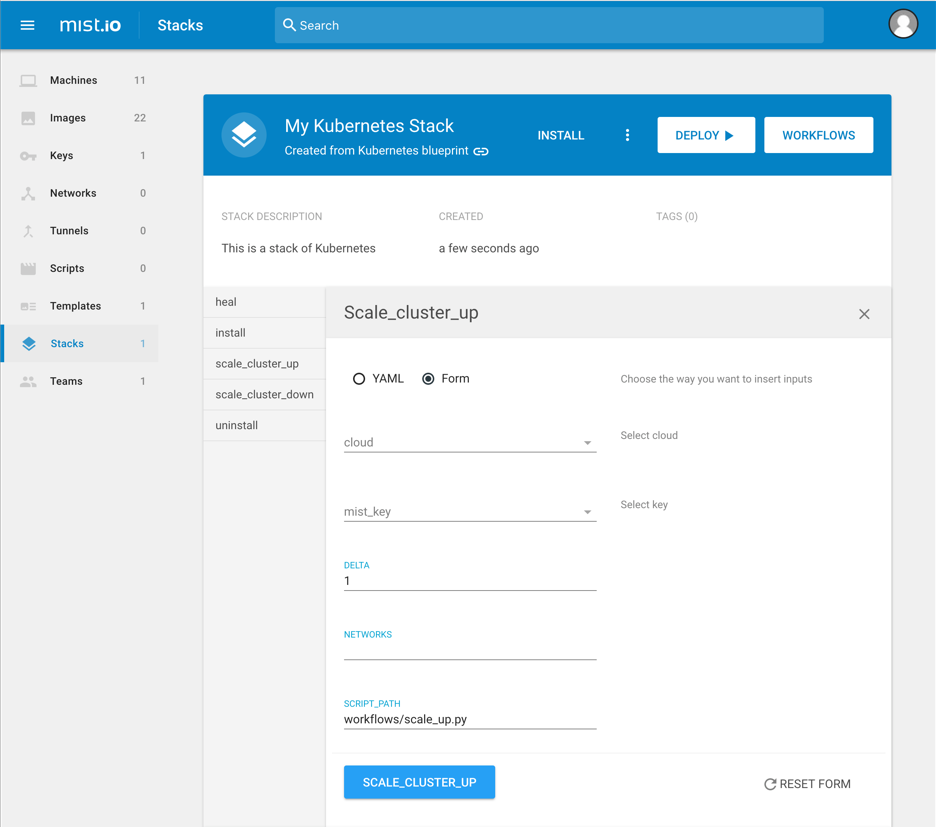 mist.io
Stacks
Search
Machines 11
Images 22
Keys 1
Networks 0
Tunnels 0
Scripts 0
Templates 1
Stacks 1
Teams 1
My Kubernetes Stack
Created from Kubernetes blueprint
INSTALL
DEPLOY
WORKFLOWS
STACK DESCRIPTION
This is a stack of Kubernetes
CREATED
a few seconds ago
TAGS (0)
heal
install
scale_cluster_up
scale_cluster_down
uninstall
Scale_cluster_up
YAML
Form
Choose the way you want to insert inputs
cloud
Select cloud
mist_key
Select key
DELTA
1
NETWORKS
SCRIPT_PATH
workflows/scale_up.py
SCALE_CLUSTER_UP
RESET FORM